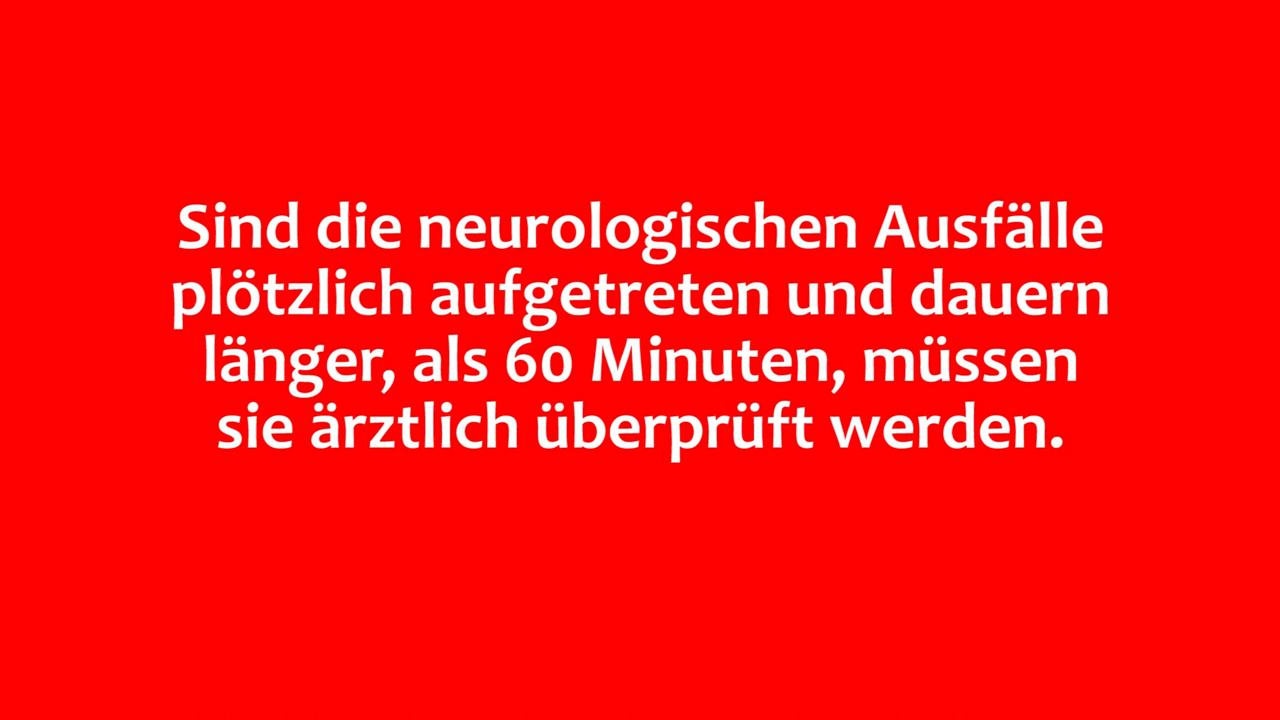 Sind die neurologischen Ausfälle
plötzlich aufgetreten und dauern
länger, als 60 Minuten, müssen
sie ärztlich überprüft werden.